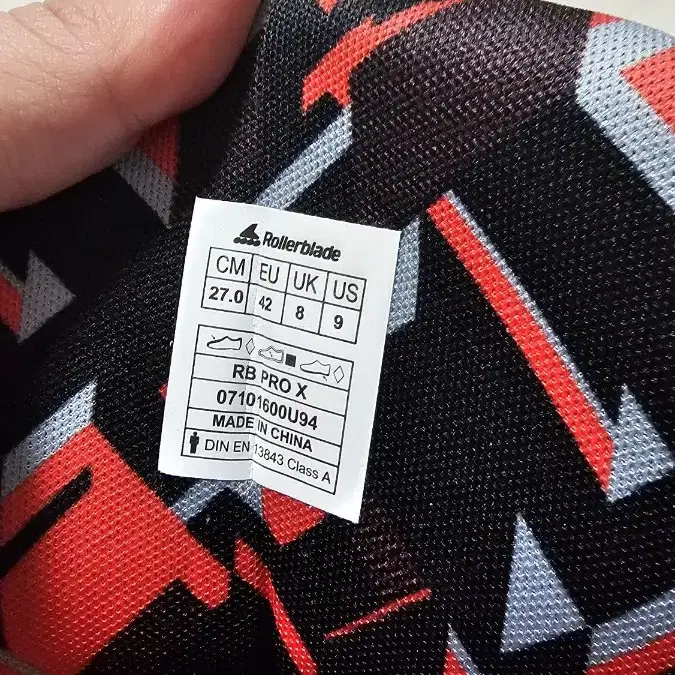 Rollerblade
CM EU UK US
27.0 42 8 9
RB PRO X
07101600U94
MADE IN CHINA
DIN EN 13843 Class A